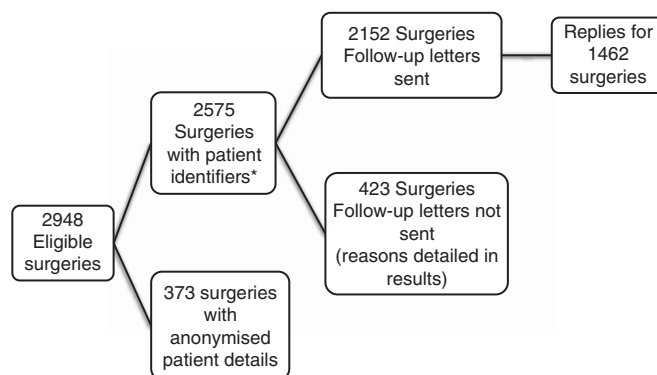 2948
Eligible
surgeries
2575
Surgeries
with patient
identifiers*
373 surgeries
with
anonymised
patient details
2152 Surgeries
Follow-up letters
sent
423 Surgeries
Follow-up letters not
sent
(reasons detailed in
results)
Replies for
1462
surgeries